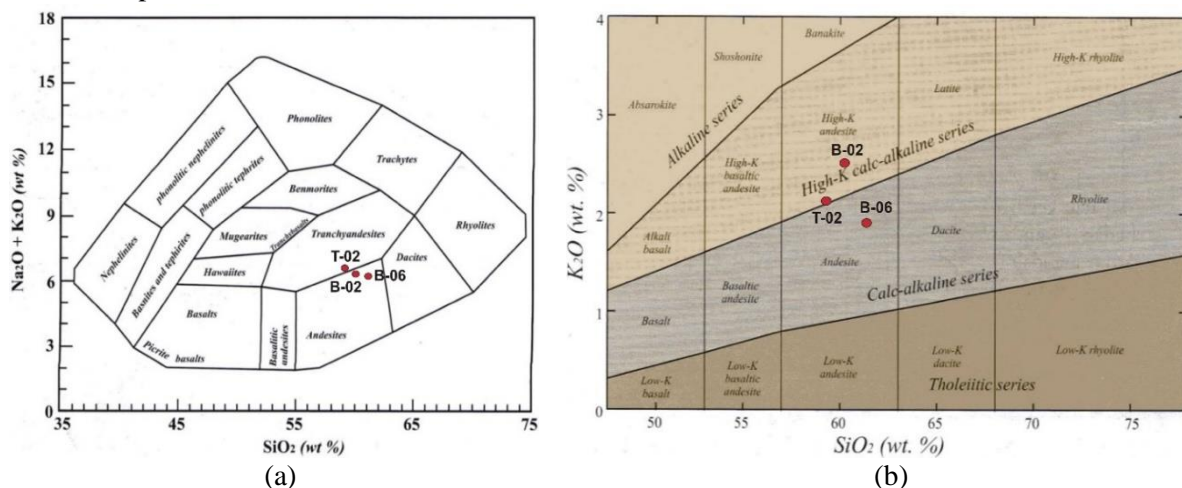 18
15
12
9
6
3
0
35
45
55
65
75
Na₂O + K₂O (wt %)
SiO₂ (wt %)
Phonolites
phonolitic nephelinites
phonolitic tephrites
Trachytes
Benmorites
Nephelinites
Basnites and tephirites
Mugearites
Trachybasalts
Tranchyandesites
Rhyolites
Hawaiites
Dacites
T-02
B-02
B-06
Basalts
Picrite basalts
Basalitic andesites
Andesites
(a)
4
3
2
1
0
50
55
60
65
70
75
K₂O (wt. %)
SiO₂ (wt. %)
Absarokite
Shoshonite
Banakite
Alkaline series
High-K andesite
Latite
High-K rhyolite
High-K basaltic andesite
B-02
High-K calc-alkaline series
T-02
B-06
Alkali basalt
Andesite
Dacite
Rhyolite
Basalt
Basaltic andesite
Calc-alkaline series
Low-K basalt
Low-K basaltic andesite
Low-K andesite
Low-K dacite
Low-K rhyolite
Tholeiitic series
(b)